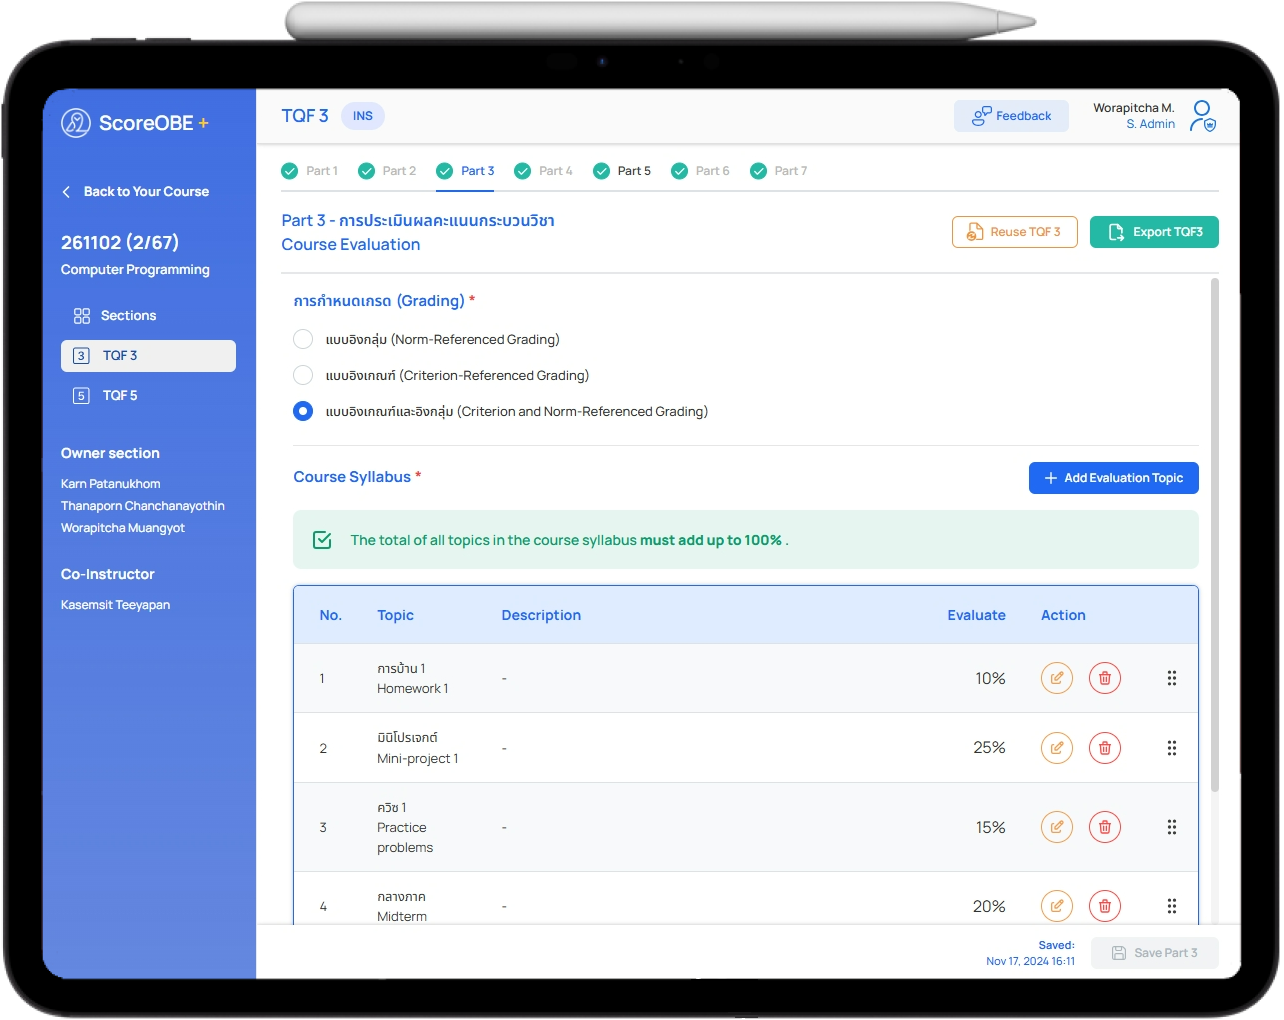 ScoreOBE +
TQF 3
INS
Feedback
Worapitcha M.
S. Admin
Back to Your Course
261102 (2/67)
Computer Programming
Sections
3 TQF 3
5 TQF 5
Owner section
Karn Patanukhom
Thanaporn Chanchanayothin
Worapitcha Muangyot
Co-Instructor
Kasemsit Teeyapan
Part 1 Part 2 Part 3 Part 4 Part 5 Part 6 Part 7
Part 3 - การประเมินผลคะแนนกระบวนวิชา
Course Evaluation
Reuse TQF 3
Export TQF3
การกำหนดเกรด (Grading) *
แบบอิงกลุ่ม (Norm-Referenced Grading)
แบบอิงเกณฑ์ (Criterion-Referenced Grading)
แบบอิงเกณฑ์และอิงกลุ่ม (Criterion and Norm-Referenced Grading)
Course Syllabus *
+ Add Evaluation Topic
The total of all topics in the course syllabus must add up to 100% .
No. Topic Description Evaluate Action
1 การบ้าน 1 - 10%
Homework 1
2 มินิโปรเจกต์ - 25%
Mini-project 1
3 ควิซ 1 - 15%
Practice
problems
4 กลางภาค - 20%
Midterm
Saved:
Nov 17, 2024 16:11
Save Part 3